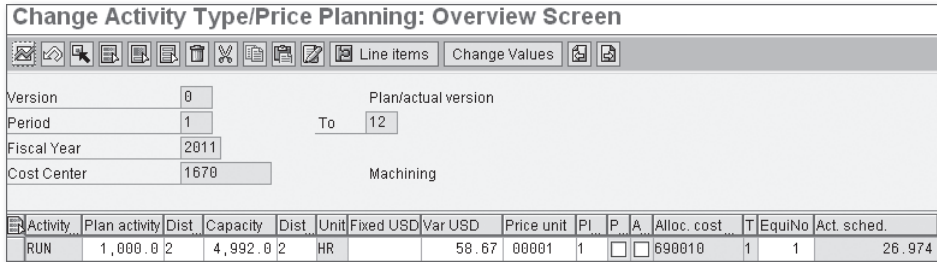 Change Activity Type/Price Planning: Overview Screen
Line items Change Values
Version 0 Plan/actual version
Period 1 To 12
Fiscal Year 2011
Cost Center 1670 Machining
Activity... Plan activity Dist... Capacity Dist... Unit Fixed USD Var USD Price unit Pl... P... A... Alloc. cost... T EquiNo Act. sched.
RUN 1,000.0 2 4,992.0 2 HR 58.67 00001 1 690010 1 1 26.974